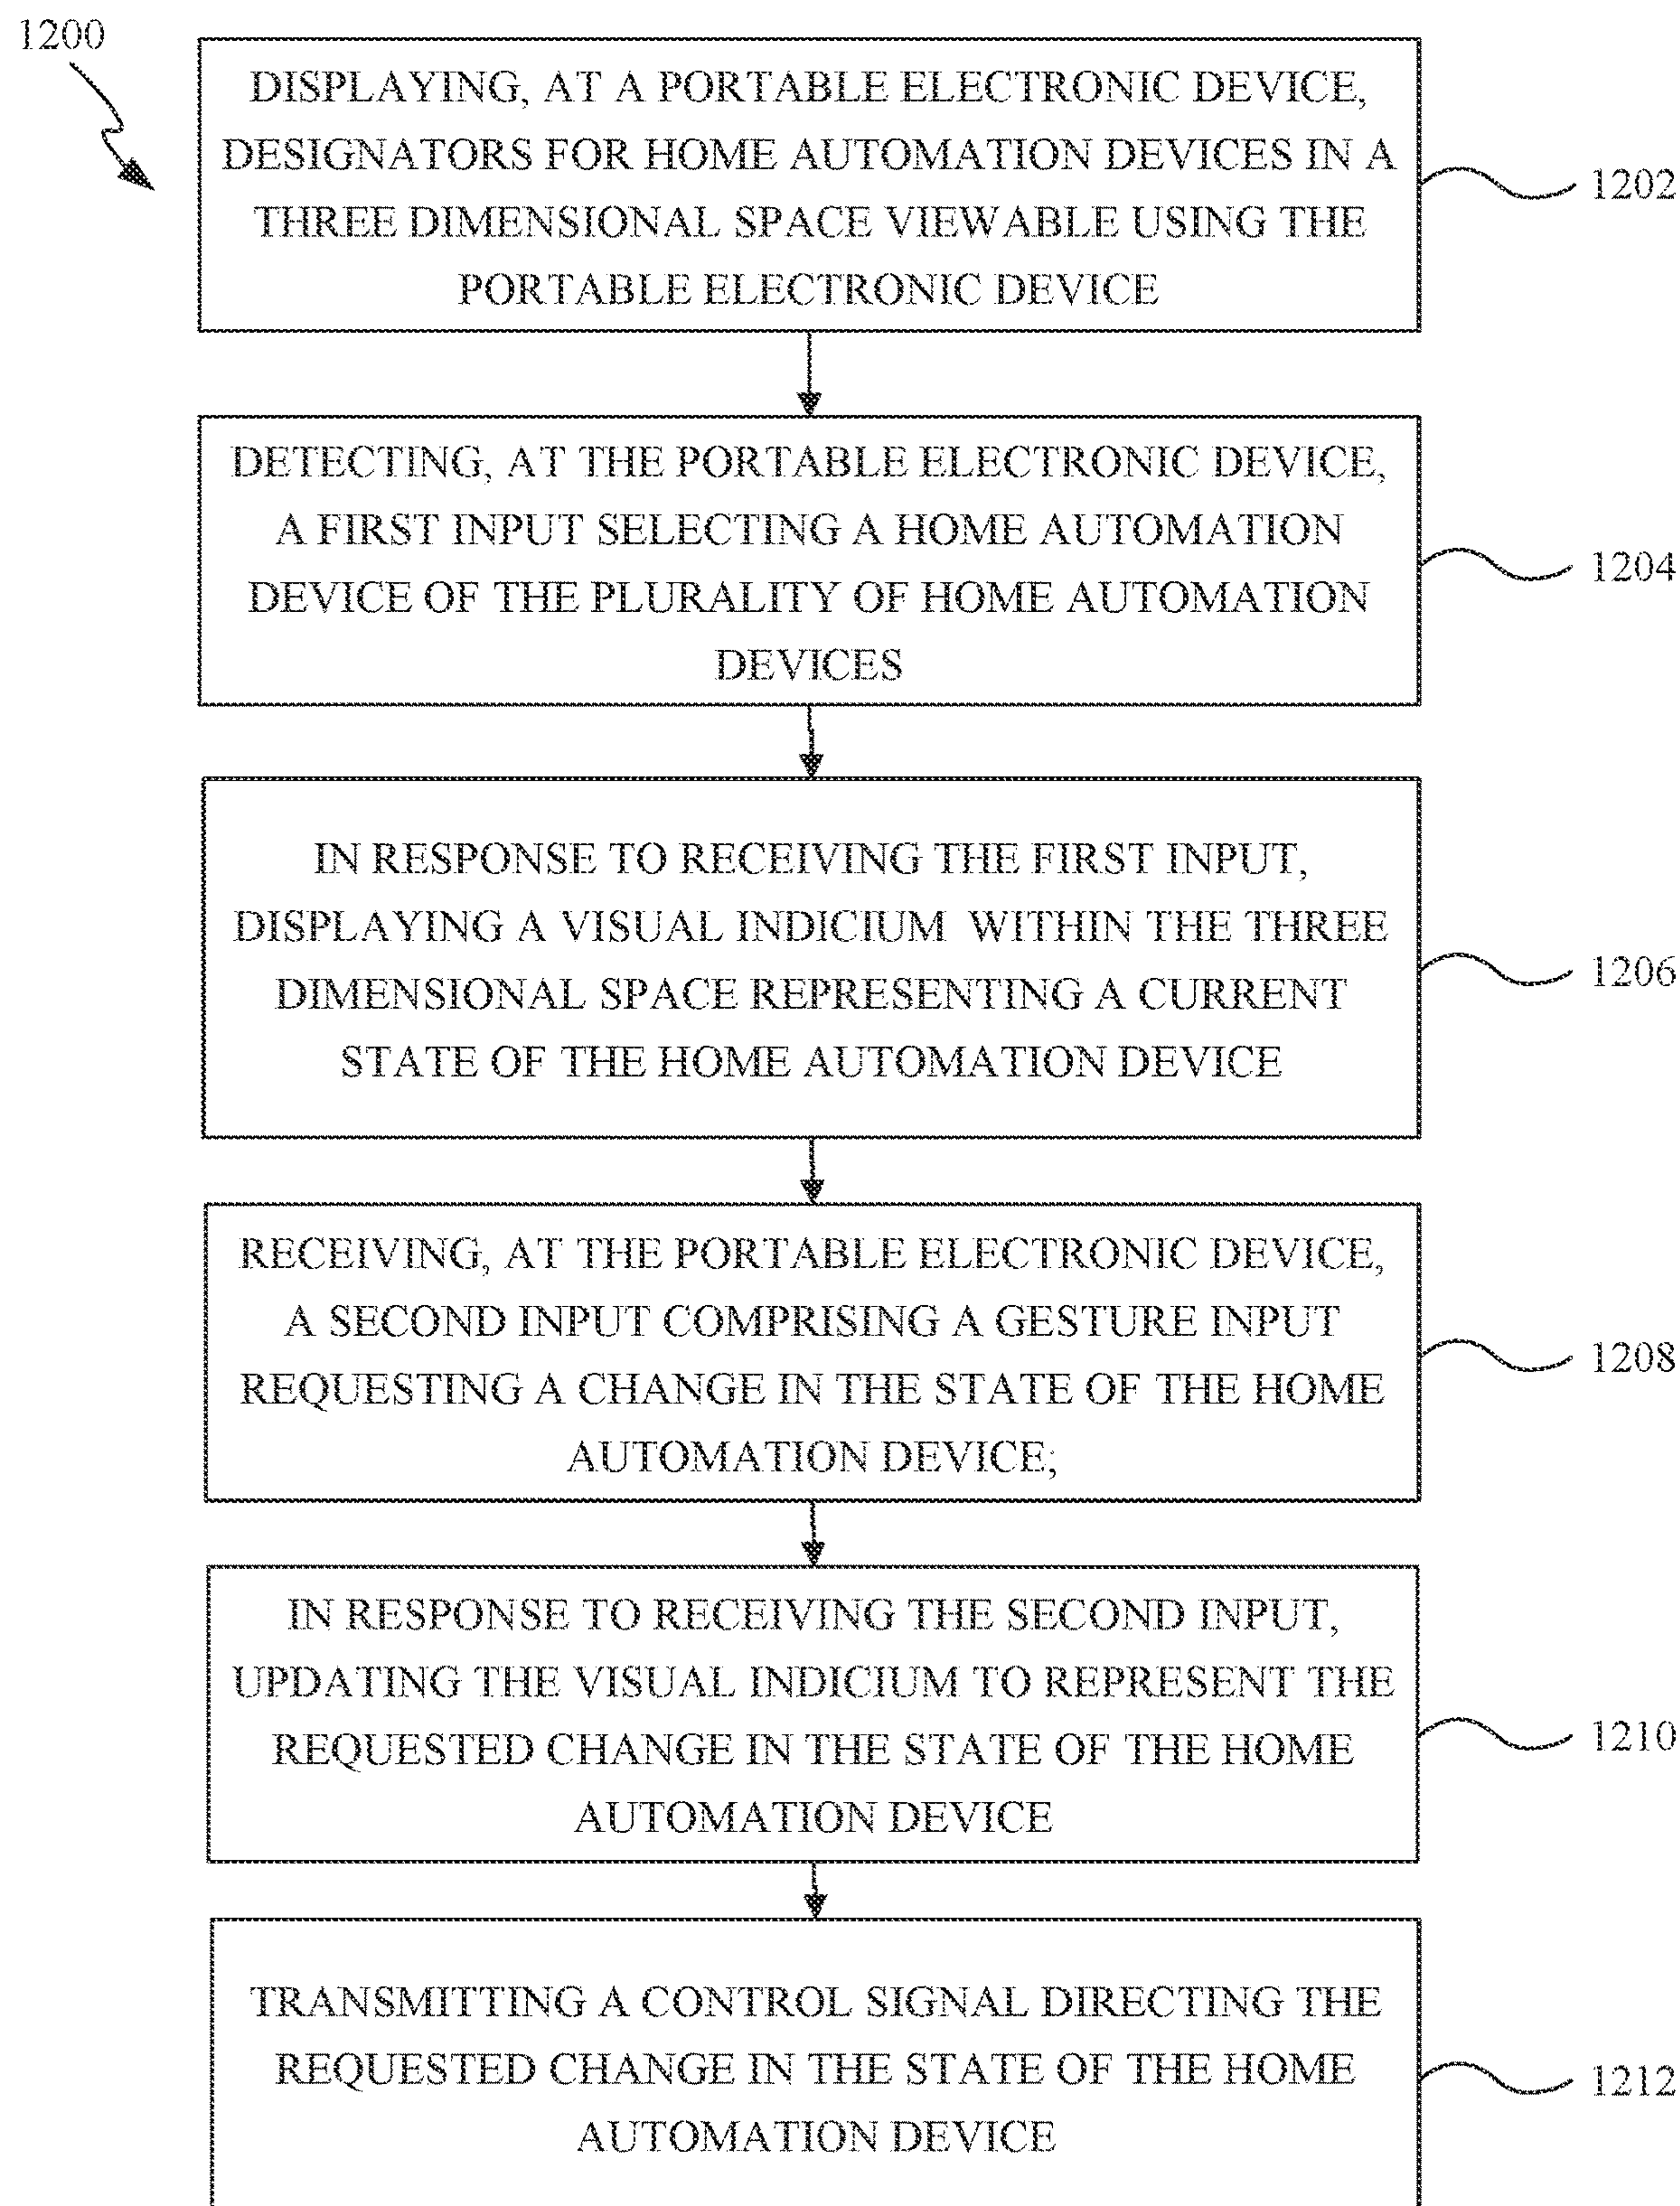 1200
DISPLAYING, AT A PORTABLE ELECTRONIC DEVICE,
DESIGNATORS FOR HOME AUTOMATION DEVICES IN A
THREE DIMENSIONAL SPACE VIEWABLE USING THE
PORTABLE ELECTRONIC DEVICE
1202
DETECTING, AT THE PORTABLE ELECTRONIC DEVICE,
A FIRST INPUT SELECTING A HOME AUTOMATION
DEVICE OF THE PLURALITY OF HOME AUTOMATION
DEVICES
1204
IN RESPONSE TO RECEIVING THE FIRST INPUT,
DISPLAYING A VISUAL INDICIUM WITHIN THE THREE
DIMENSIONAL SPACE REPRESENTING A CURRENT
STATE OF THE HOME AUTOMATION DEVICE
1206
RECEIVING, AT THE PORTABLE ELECTRONIC DEVICE,
A SECOND INPUT COMPRISING A GESTURE INPUT
REQUESTING A CHANGE IN THE STATE OF THE HOME
AUTOMATION DEVICE;
1208
IN RESPONSE TO RECEIVING THE SECOND INPUT,
UPDATING THE VISUAL INDICIUM TO REPRESENT THE
REQUESTED CHANGE IN THE STATE OF THE HOME
AUTOMATION DEVICE
1210
TRANSMITTING A CONTROL SIGNAL DIRECTING THE
REQUESTED CHANGE IN THE STATE OF THE HOME
AUTOMATION DEVICE
1212